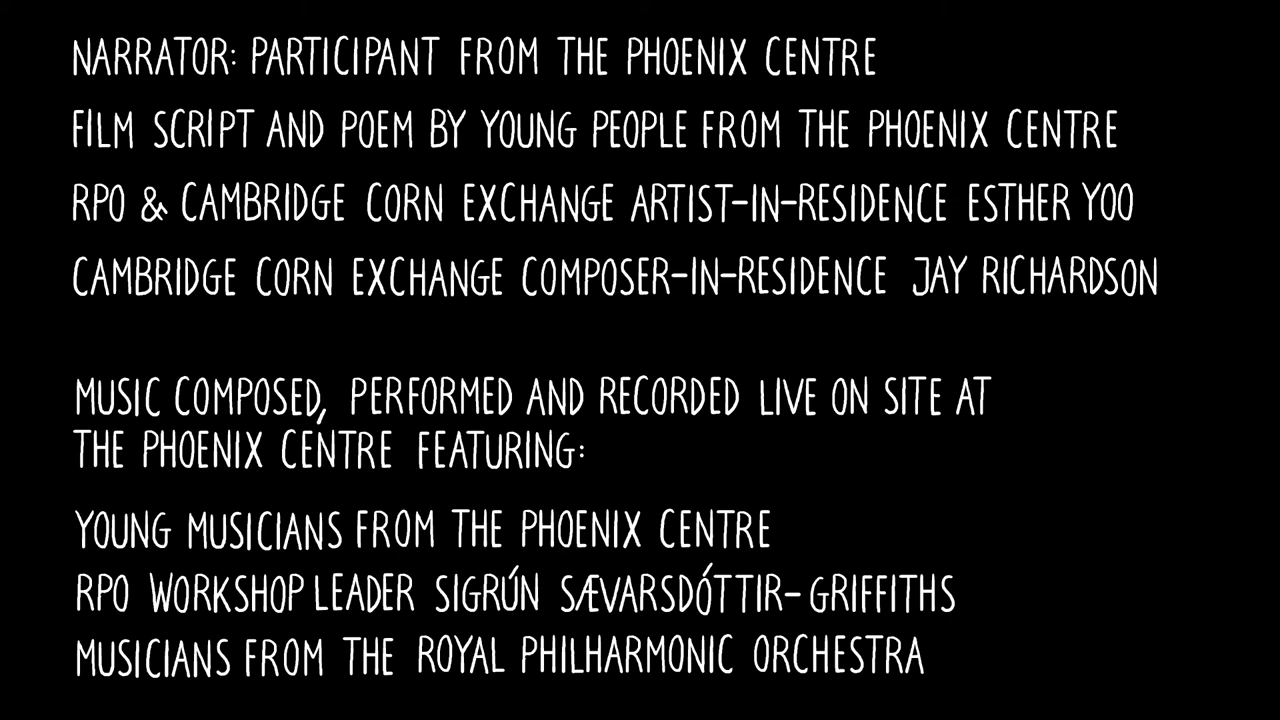 NARRATOR: PARTICIPANT FROM THE PHOENIX CENTRE
FILM SCRIPT AND POEM BY YOUNG PEOPLE FROM THE PHOENIX CENTRE
RPO & CAMBRIDGE CORN EXCHANGE ARTIST-IN-RESIDENCE ESTHER YOO
CAMBRIDGE CORN EXCHANGE COMPOSER-IN-RESIDENCE JAY RICHARDSON
MUSIC COMPOSED, PERFORMED AND RECORDED LIVE ON SITE AT
THE PHOENIX CENTRE FEATURING:
YOUNG MUSICIANS FROM THE PHOENIX CENTRE
RPO WORKSHOP LEADER SIGRÚN SÆVARSDÓTTIR-GRIFFITHS
MUSICIANS FROM THE ROYAL PHILHARMONIC ORCHESTRA